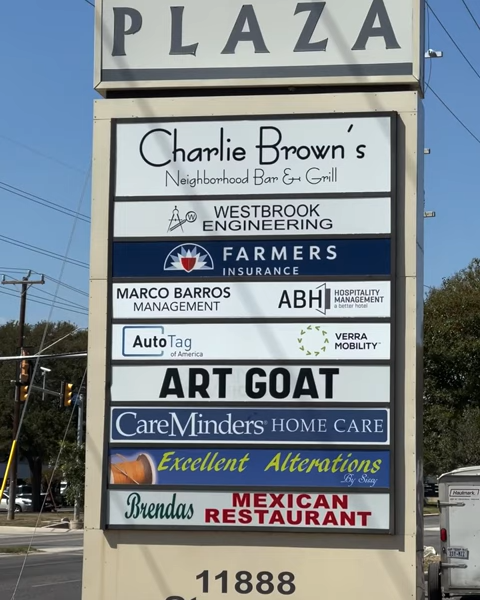 PLAZA
Charlie Brown's
Neighborhood Bar & Grill
WESTBROOK
ENGINEERING
FARMERS
INSURANCE
MARCO BARROS
MANAGEMENT
ABH HOSPITALITY
MANAGEMENT
a better hotel
AutoTag
of America
VERRA
MOBILITY
ART GOAT
CareMinders HOME CARE
Excellent Alterations
By Sissy
Brendas MEXICAN
RESTAURANT
11888